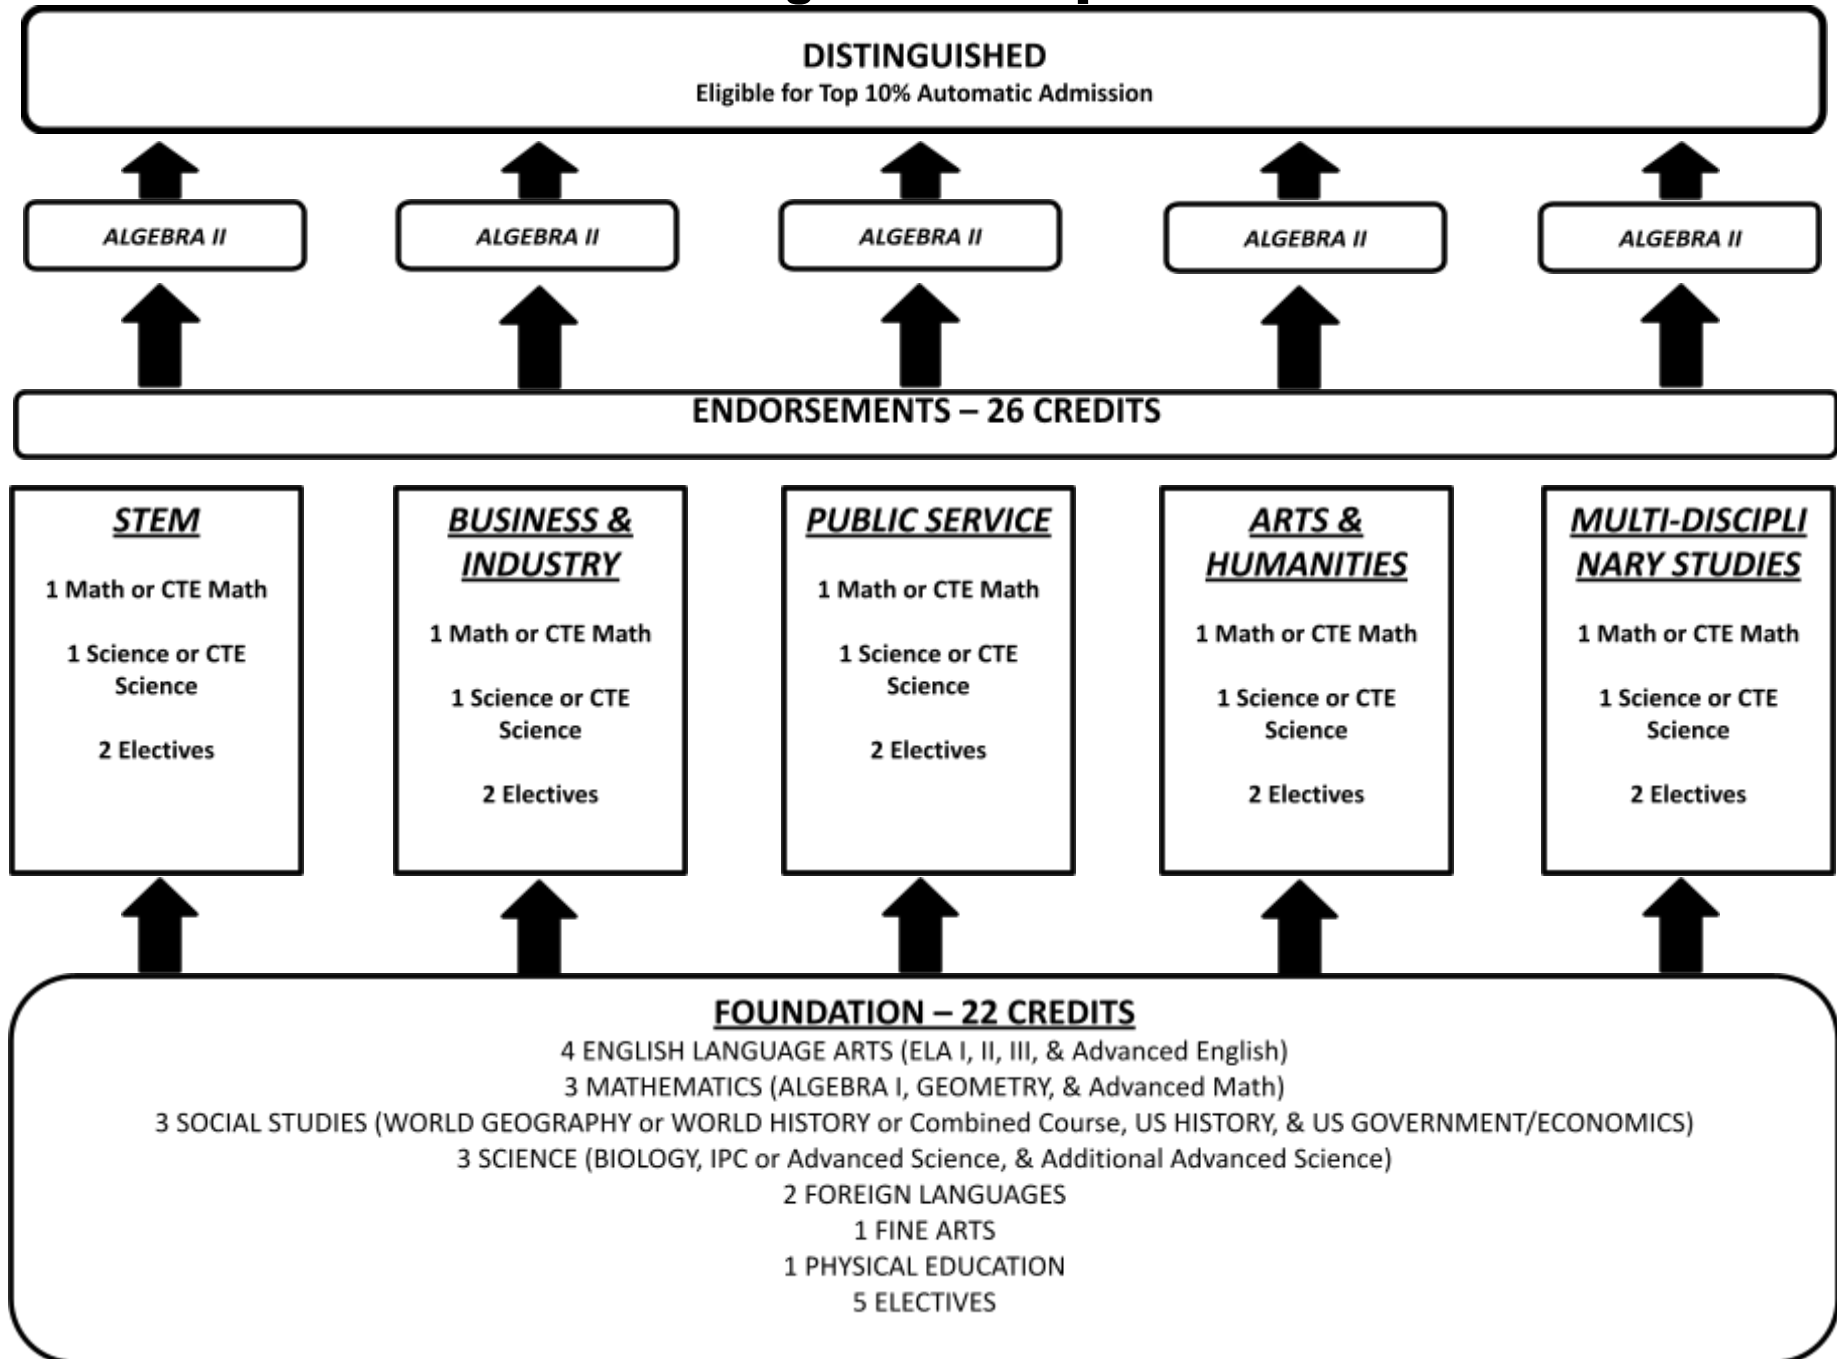 DISTINGUISHED
Eligible for Top 10% Automatic Admission
ALGEBRA II
ALGEBRA II
ALGEBRA II
ALGEBRA II
ALGEBRA II
ENDORSEMENTS – 26 CREDITS
STEM
1 Math or CTE Math
1 Science or CTE
Science
2 Electives
BUSINESS &
INDUSTRY
1 Math or CTE Math
1 Science or CTE
Science
2 Electives
PUBLIC SERVICE
1 Math or CTE Math
1 Science or CTE
Science
2 Electives
ARTS &
HUMANITIES
1 Math or CTE Math
1 Science or CTE
Science
2 Electives
MULTI-DISCIPLI
NARY STUDIES
1 Math or CTE Math
1 Science or CTE
Science
2 Electives
FOUNDATION – 22 CREDITS
4 ENGLISH LANGUAGE ARTS (ELA I, II, III, & Advanced English)
3 MATHEMATICS (ALGEBRA I, GEOMETRY, & Advanced Math)
3 SOCIAL STUDIES (WORLD GEOGRAPHY or WORLD HISTORY or Combined Course, US HISTORY, & US GOVERNMENT/ECONOMICS)
3 SCIENCE (BIOLOGY, IPC or Advanced Science, & Additional Advanced Science)
2 FOREIGN LANGUAGES
1 FINE ARTS
1 PHYSICAL EDUCATION
5 ELECTIVES